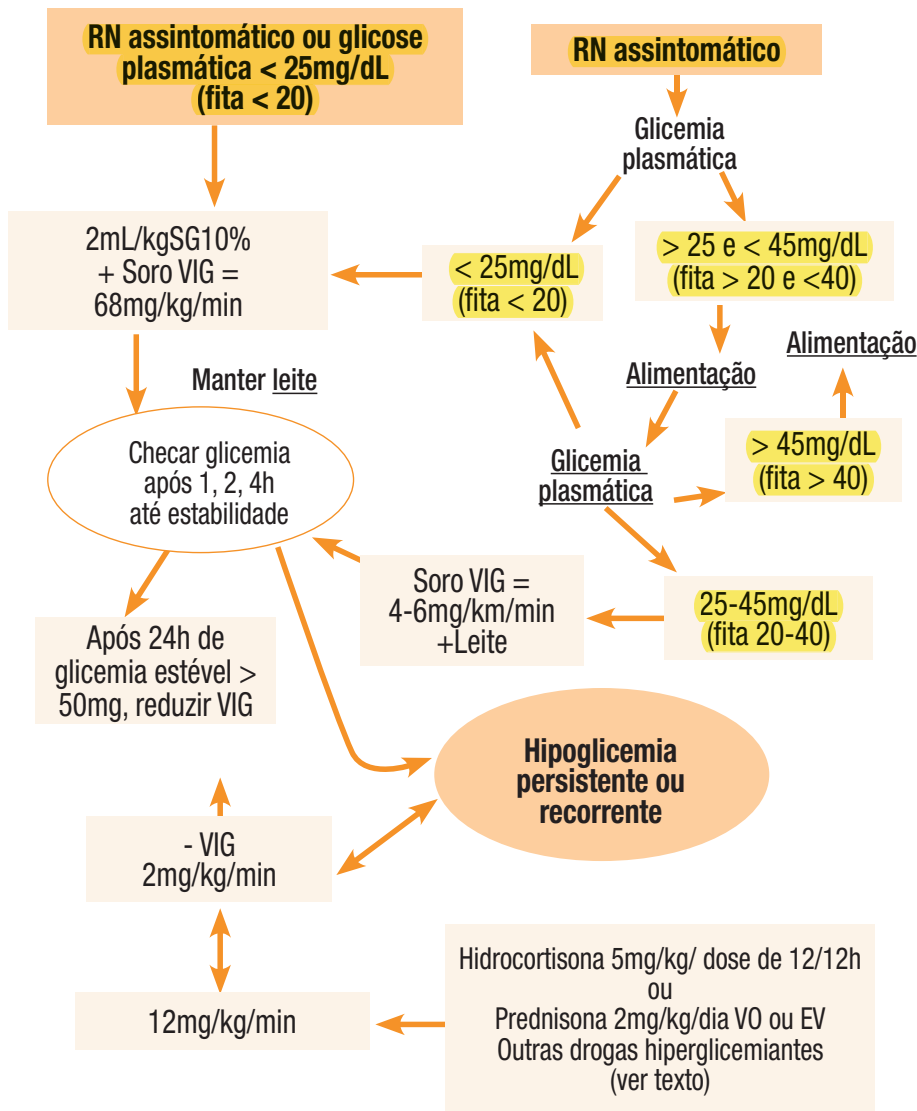 RN assintomático ou glicose
plasmática < 25mg/dL
(fita < 20)
RN assintomático
Glicemia
plasmática
2mL/kgSG10%
+ Soro VIG =
68mg/kg/min
< 25mg/dL
(fita < 20)
> 25 e < 45mg/dL
(fita > 20 e <40)
Alimentação
Alimentação
Manter leite
Checar glicemia
após 1, 2, 4h
até estabilidade
Glicemia
plasmática
> 45mg/dL
(fita > 40)
Soro VIG =
4-6mg/km/min
+Leite
25-45mg/dL
(fita 20-40)
Após 24h de
glicemia estével >
50mg, reduzir VIG
Hipoglicemia
persistente ou
recorrente
- VIG
2mg/kg/min
12mg/kg/min
Hidrocortisona 5mg/kg/ dose de 12/12h
ou
Prednisona 2mg/kg/dia VO ou EV
Outras drogas hiperglicemiantes
(ver texto)